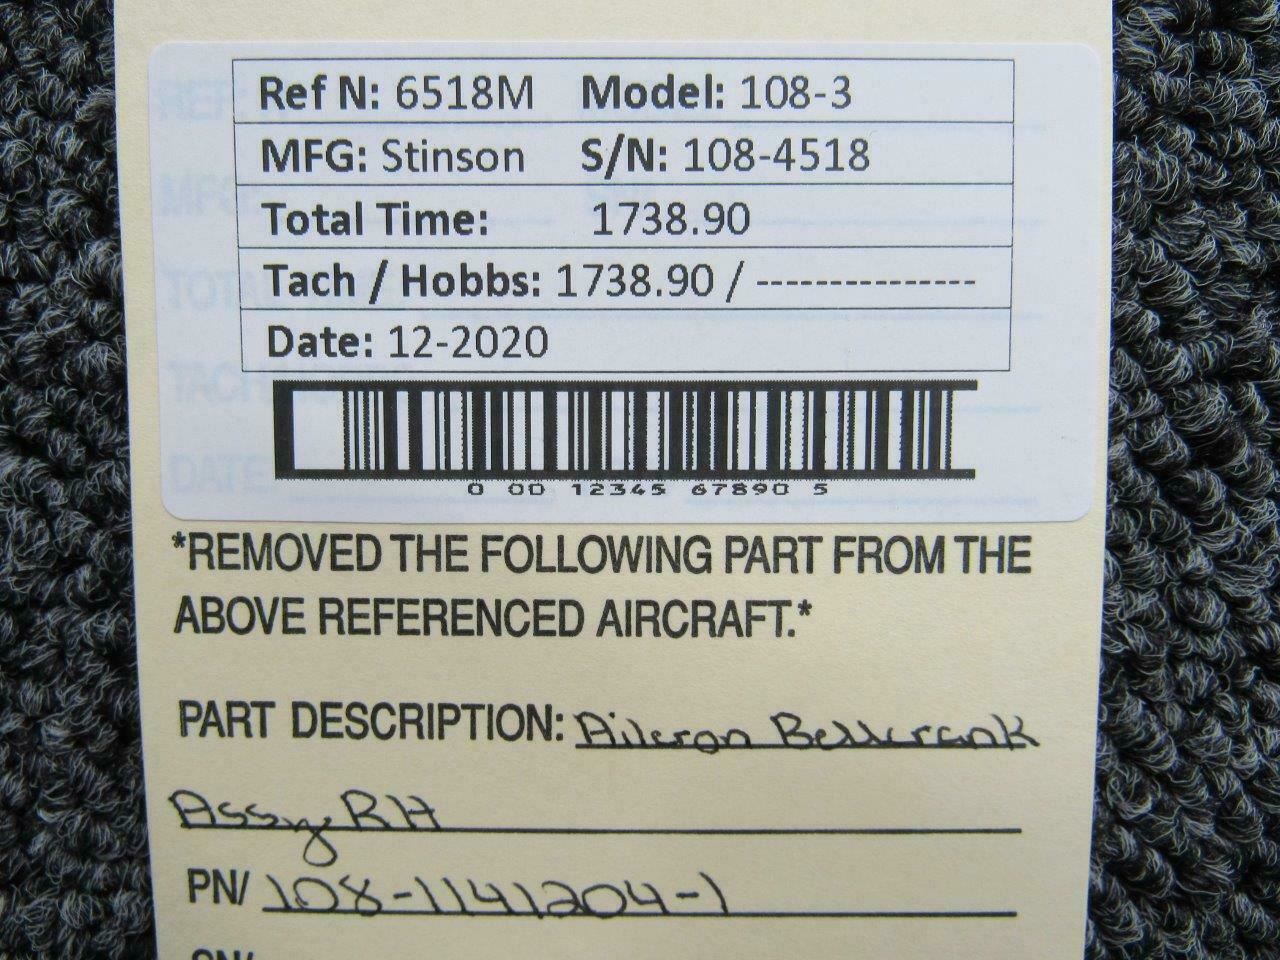 Ref N: 6518M Model: 108-3
MFG: Stinson S/N: 108-4518
Total Time: 1738.90
Tach / Hobbs: 1738.90 / ---------------
Date: 12-2020
0 00 12345 67890 5
*REMOVED THE FOLLOWING PART FROM THE
ABOVE REFERENCED AIRCRAFT.*
PART DESCRIPTION: Aileron Bellcrank
Assy RH
PN/ 108-1141204-1